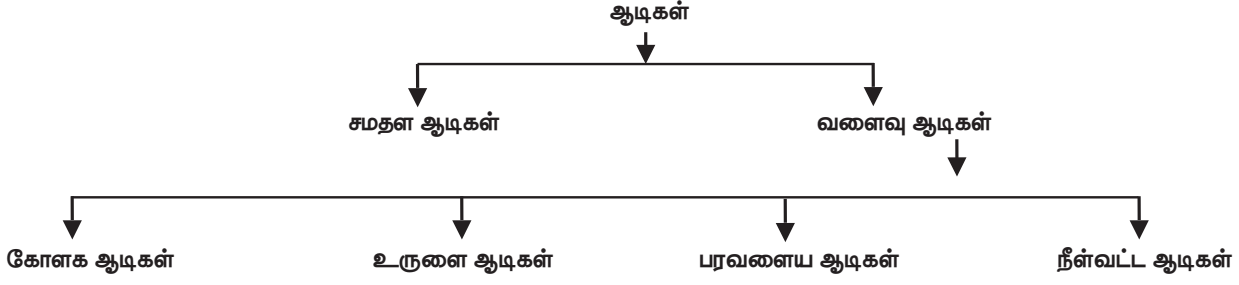 ஆடிகள்
சமதள ஆடிகள் வளைவு ஆடிகள்
கோளக ஆடிகள் உருளை ஆடிகள் பரவளைய ஆடிகள் நீள்வட்ட ஆடிகள்